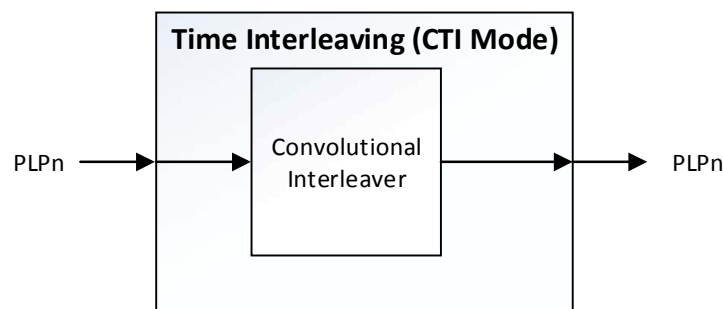 Time Interleaving (CTI Mode)
Convolutional
Interleaver
PLPn
PLPn